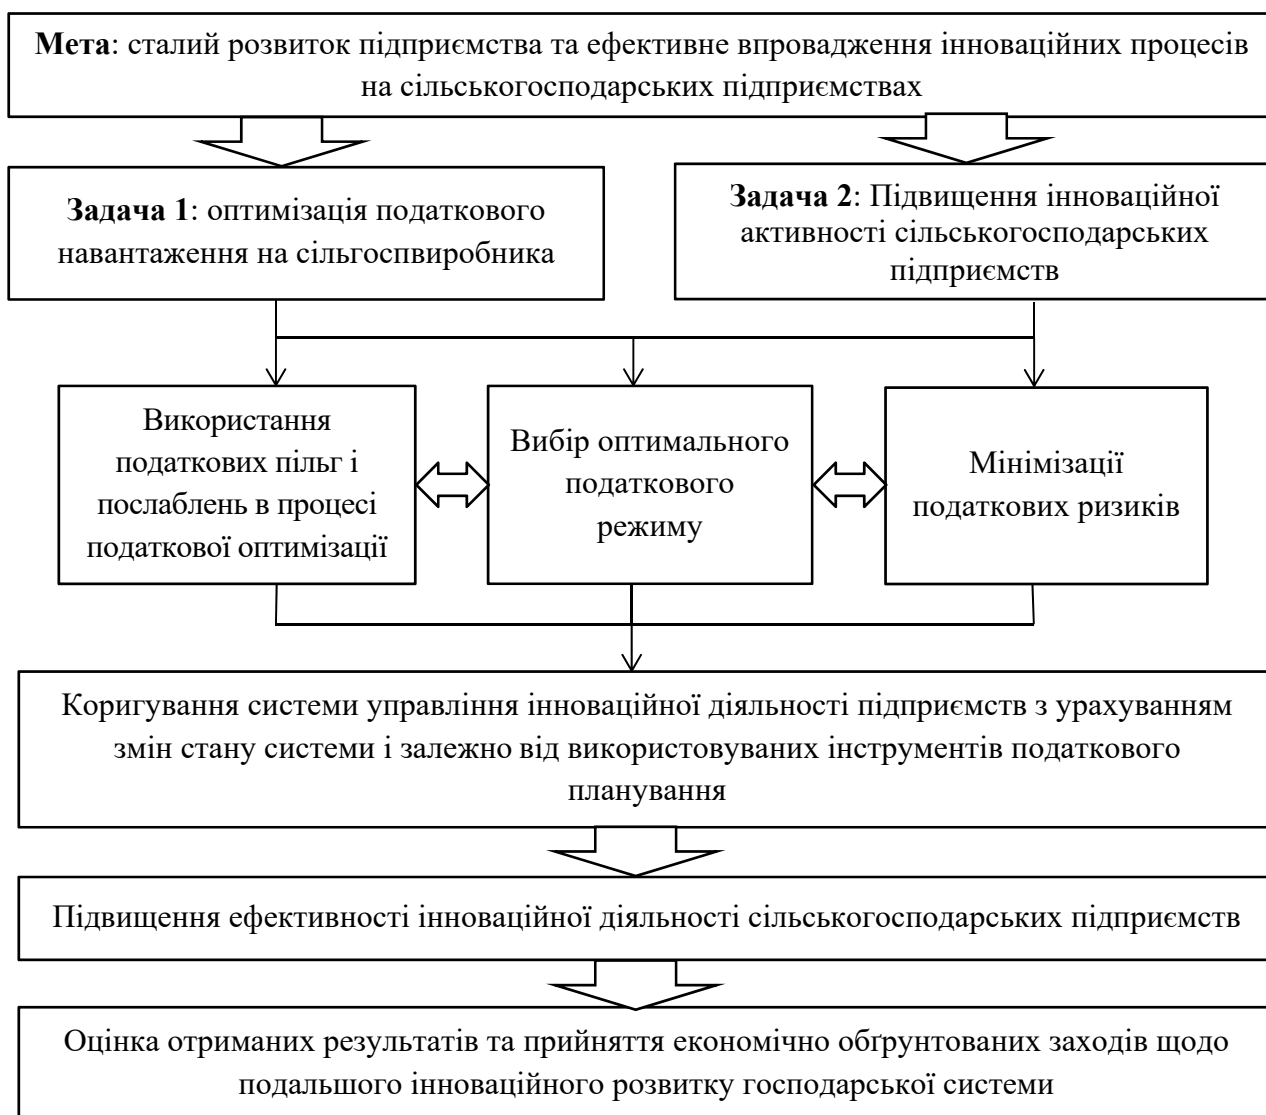 Мета: сталий розвиток підприємства та ефективне впровадження інноваційних процесів
на сільськогосподарських підприємствах
Задача 1: оптимізація податкового
навантаження на сільгоспвиробника
Задача 2: Підвищення інноваційної
активності сільськогосподарських
підприємств
Використання
податкових пільг і
послаблень в процесі
податкової оптимізації
Вибір оптимального
податкового
режиму
Мінімізації
податкових ризиків
Коригування системи управління інноваційної діяльності підприємств з урахуванням
змін стану системи і залежно від використовуваних інструментів податкового
планування
Підвищення ефективності інноваційної діяльності сільськогосподарських підприємств
Оцінка отриманих результатів та прийняття економічно обґрунтованих заходів щодо
подальшого інноваційного розвитку господарської системи